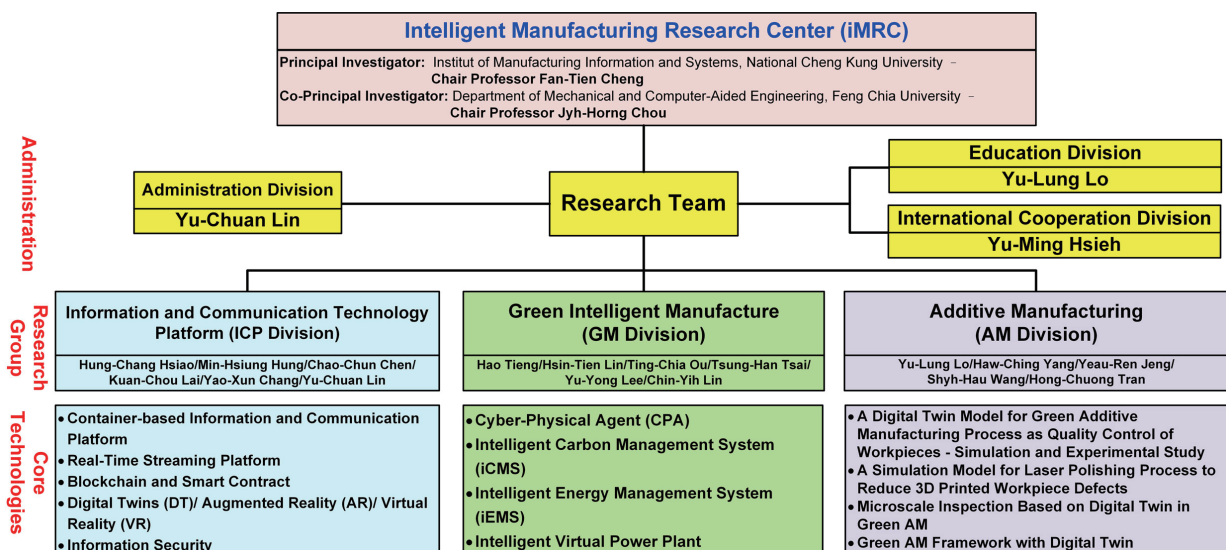 Intelligent Manufacturing Research Center (iMRC)
Principal Investigator: Institut of Manufacturing Information and Systems, National Cheng Kung University –
Chair Professor Fan-Tien Cheng
Co-Principal Investigator: Department of Mechanical and Computer-Aided Engineering, Feng Chia University –
Chair Professor Jyh-Horng Chou
Administration
Administration Division
Yu-Chuan Lin
Research Team
Education Division
Yu-Lung Lo
International Cooperation Division
Yu-Ming Hsieh
Research
Group
Information and Communication Technology
Platform (ICP Division)
Hung-Chang Hsiao/Min-Hsiung Hung/Chao-Chun Chen/
Kuan-Chou Lai/Yao-Xun Chang/Yu-Chuan Lin
Green Intelligent Manufacture
(GM Division)
Hao Tieng/Hsin-Tien Lin/Ting-Chia Ou/Tsung-Han Tsai/
Yu-Yong Lee/Chin-Yih Lin
Additive Manufacturing
(AM Division)
Yu-Lung Lo/Haw-Ching Yang/Yeau-Ren Jeng/
Shyh-Hau Wang/Hong-Chuong Tran
Core
Technologies
• Container-based Information and Communication
Platform
• Real-Time Streaming Platform
• Blockchain and Smart Contract
• Digital Twins (DT)/ Augmented Reality (AR)/ Virtual
Reality (VR)
• Information Security
• Cyber-Physical Agent (CPA)
• Intelligent Carbon Management System
(iCMS)
• Intelligent Energy Management System
(iEMS)
• Intelligent Virtual Power Plant
• A Digital Twin Model for Green Additive
Manufacturing Process as Quality Control of
Workpieces - Simulation and Experimental Study
• A Simulation Model for Laser Polishing Process to
Reduce 3D Printed Workpiece Defects
• Microscale Inspection Based on Digital Twin in
Green AM
• Green AM Framework with Digital Twin